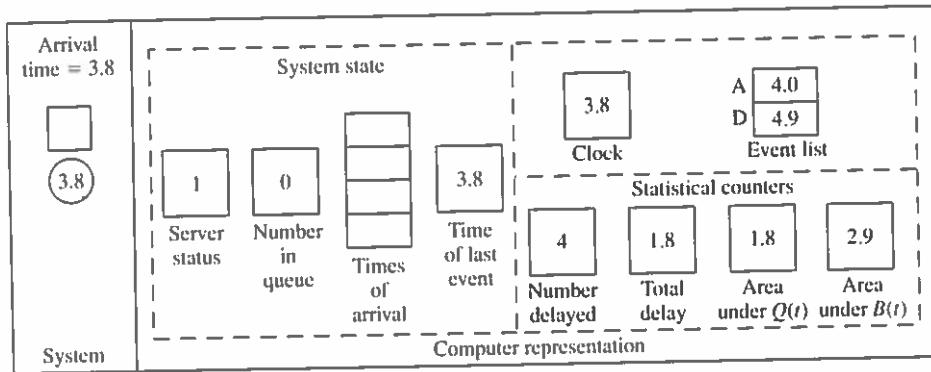 Arrival
time = 3.8
3.8
System
System state
1
Server
status
0
Number
in
queue
Times
of
arrival
3.8
Time
of last
event
3.8
Clock
A 4.0
D 4.9
Event list
Statistical counters
4
Number
delayed
1.8
Total
delay
1.8
Area
under Q(t)
2.9
Area
under B(t)
Computer representation